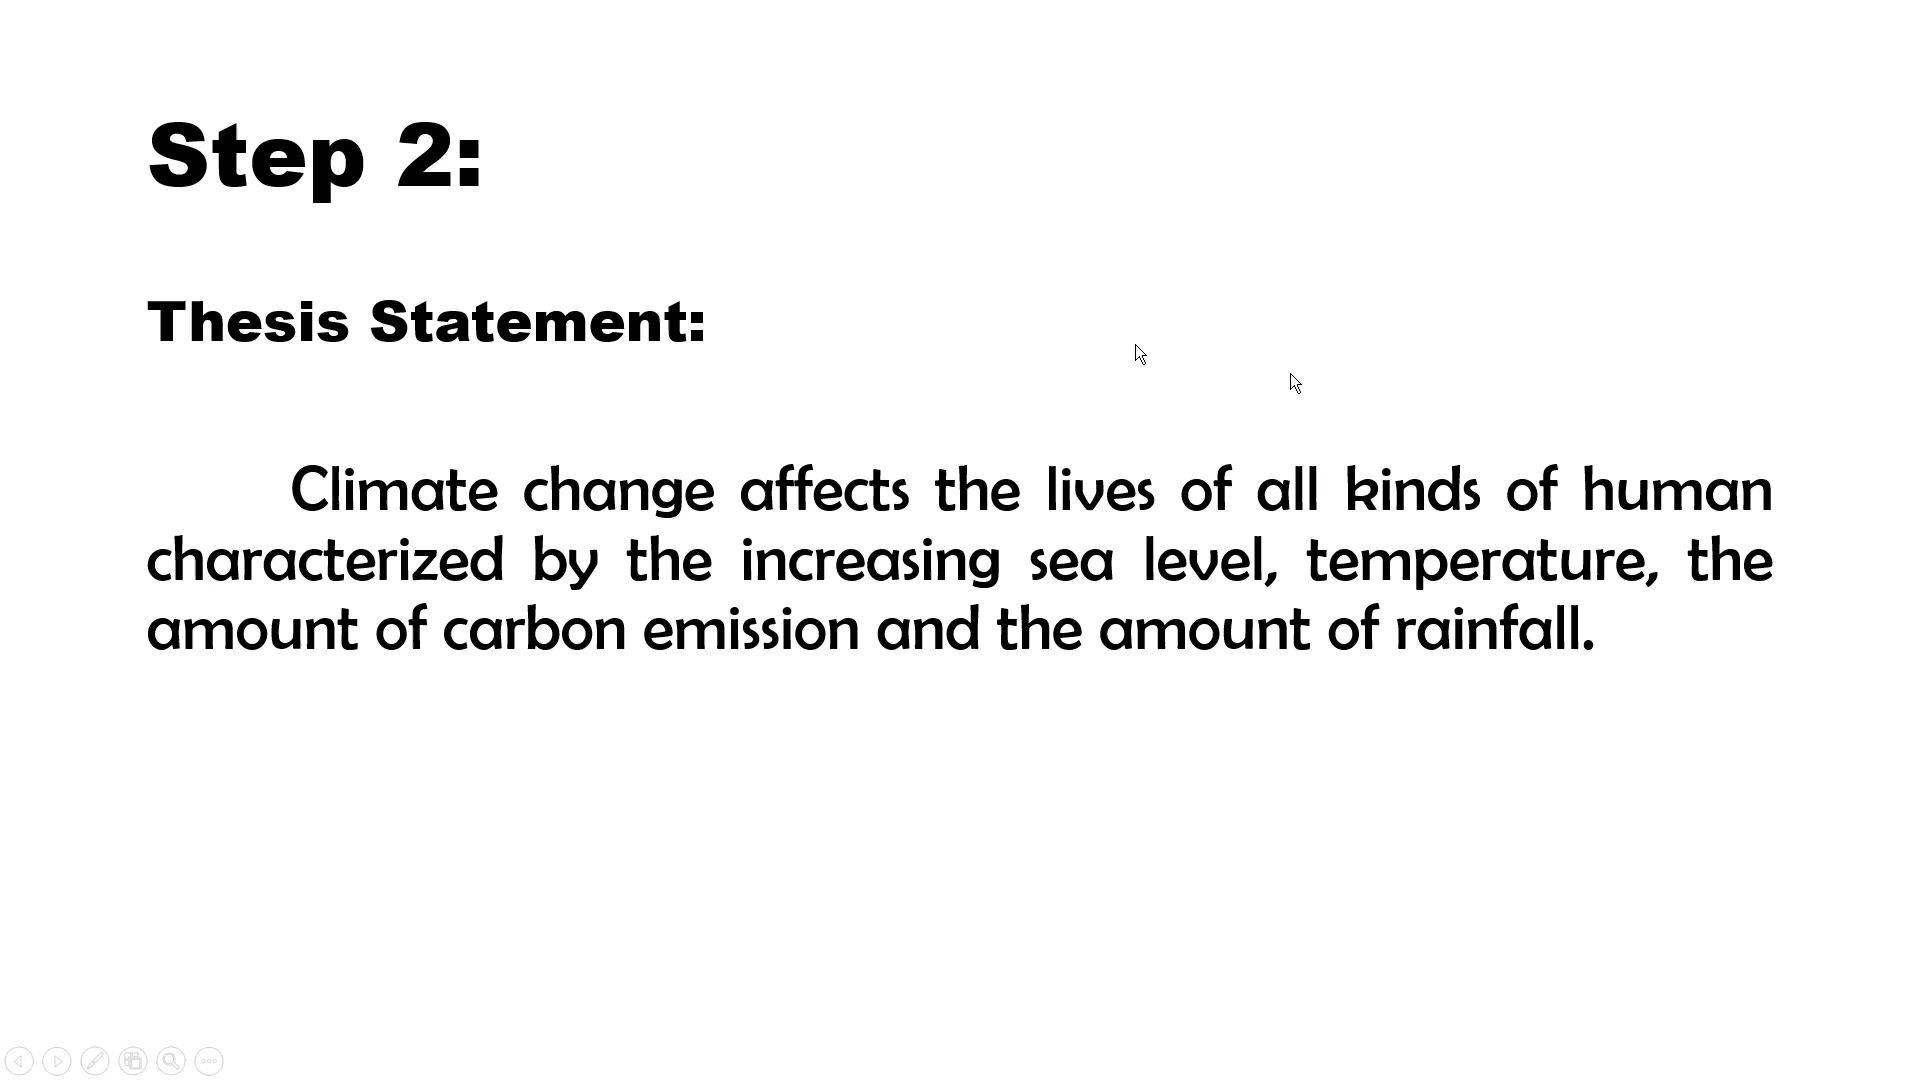 Step 2:
Thesis Statement:
Climate change affects the lives of all kinds of human
characterized by the increasing sea level, temperature, the
amount of carbon emission and the amount of rainfall.